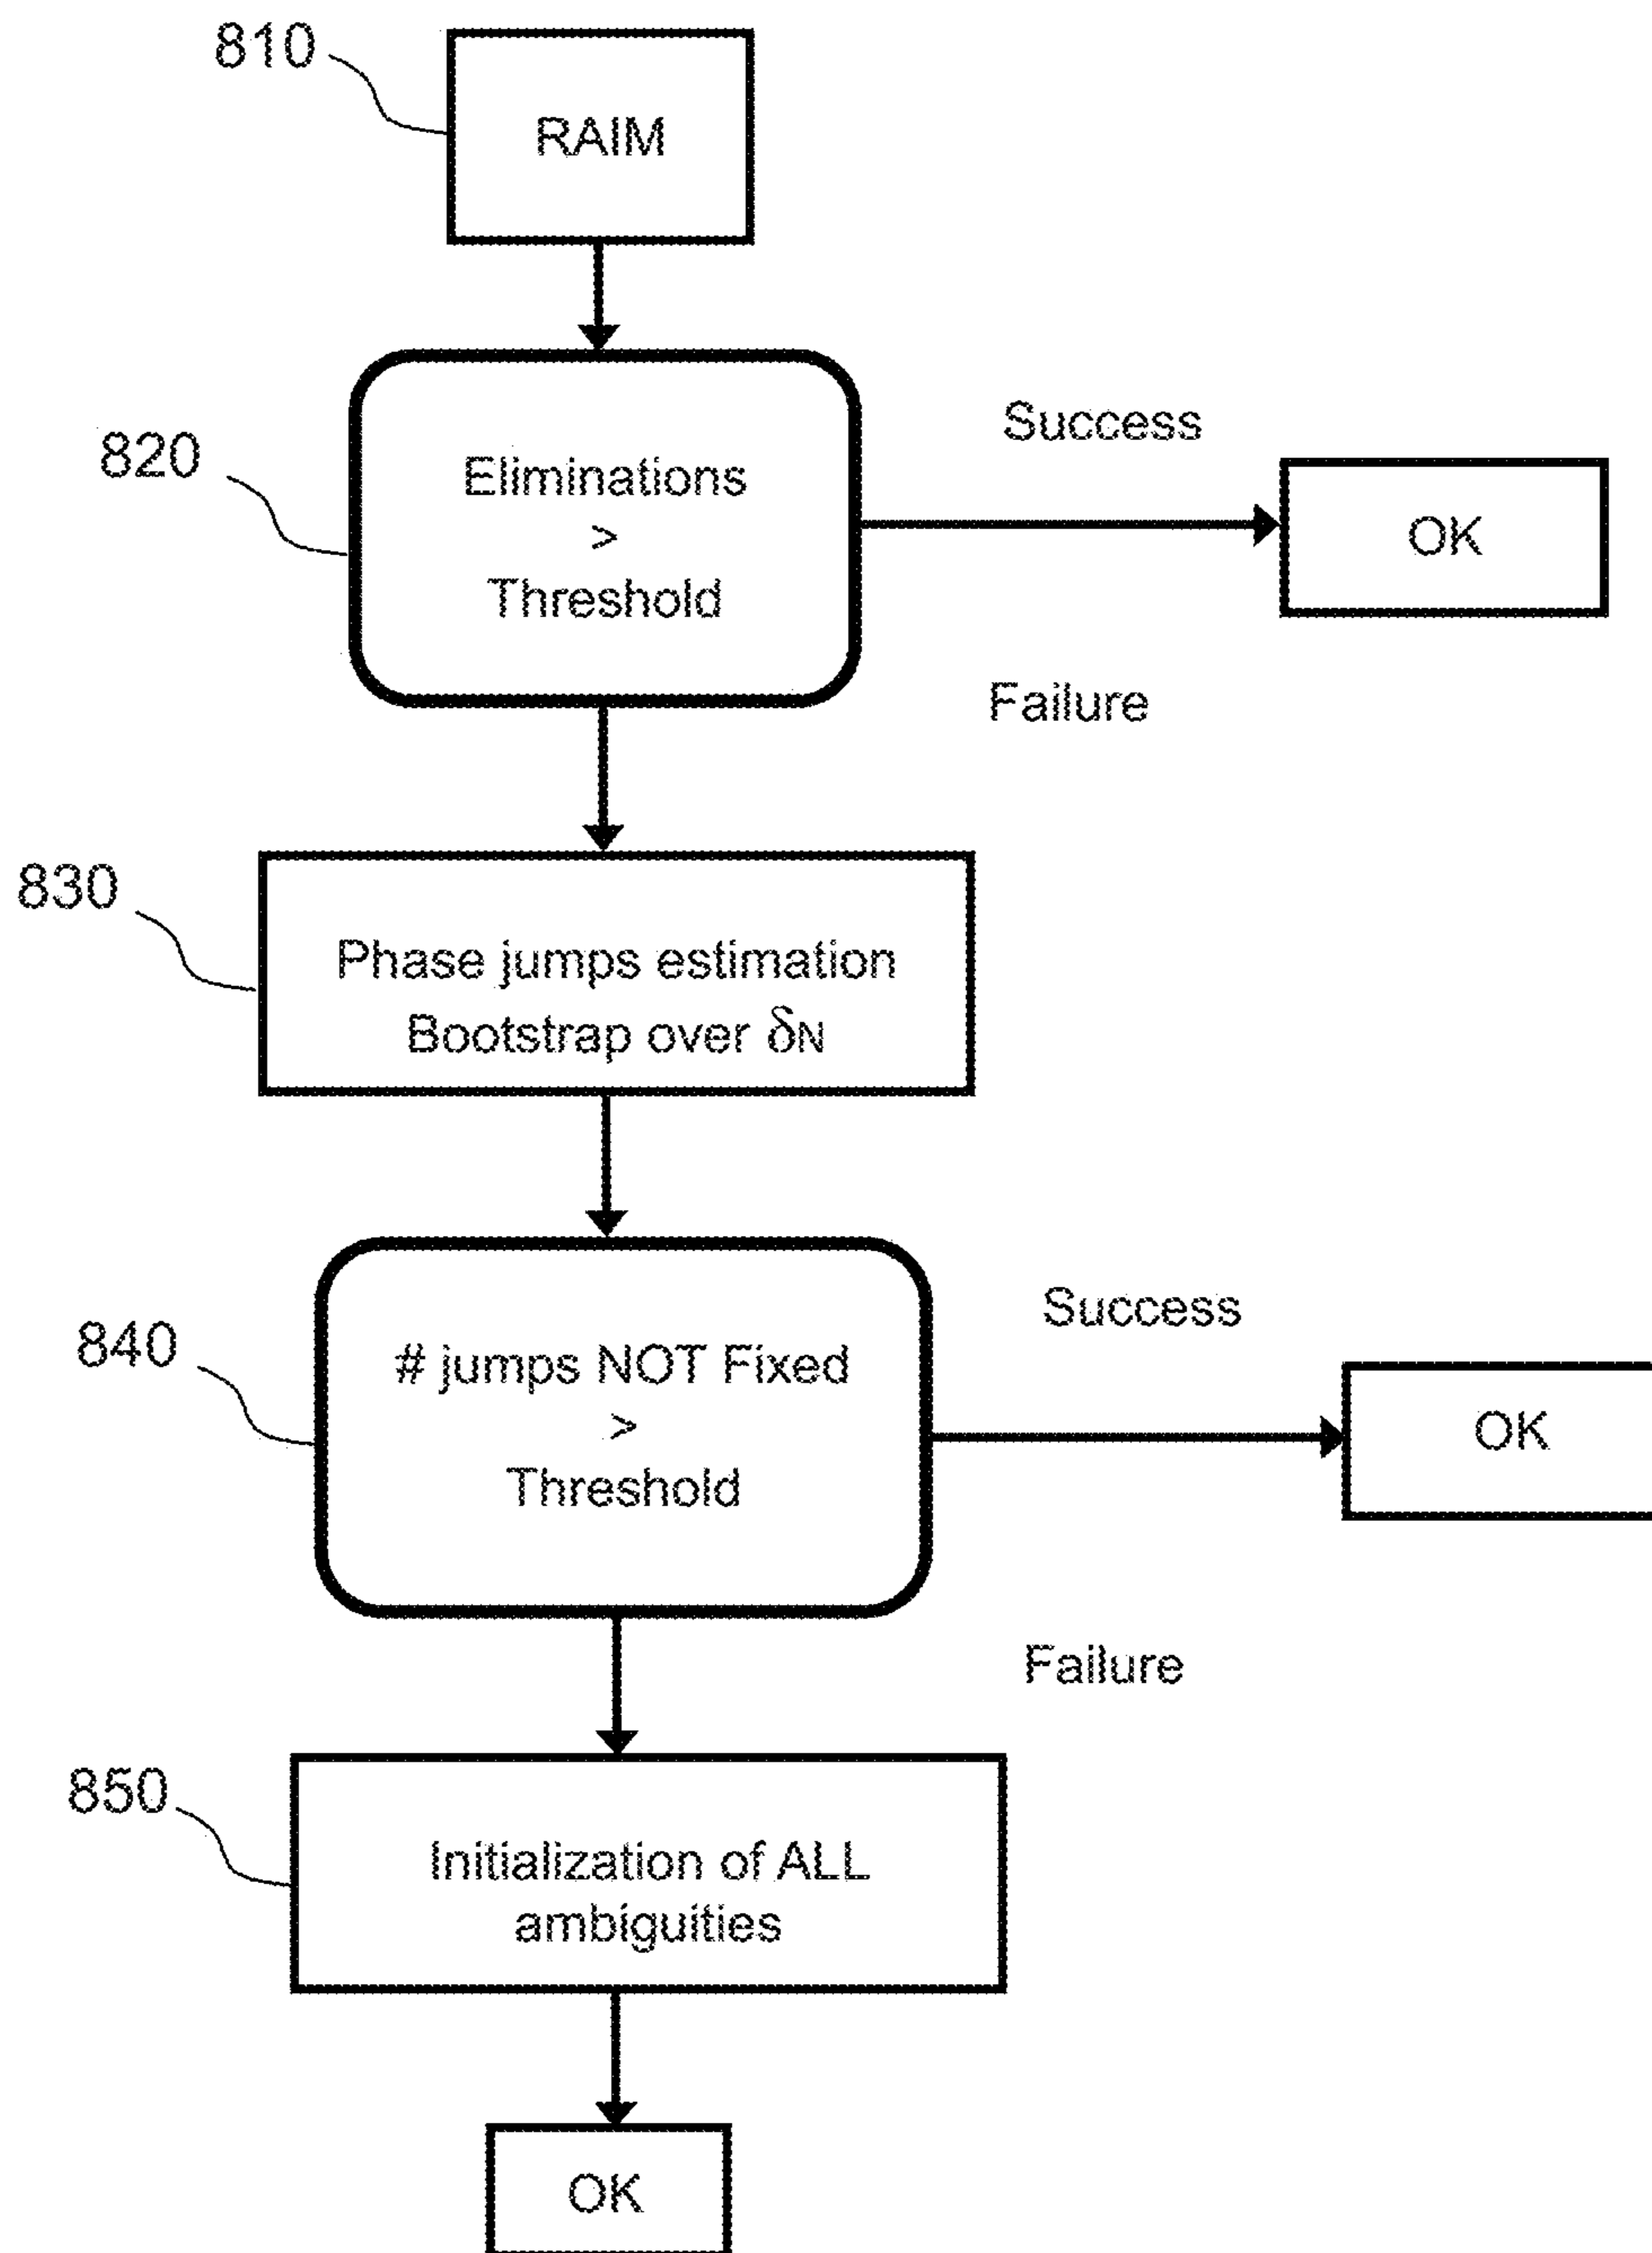 810
RAIM
820
Eliminations
>
Threshold
Success
OK
Failure
830
Phase jumps estimation
Bootstrap over δN
840
# jumps NOT Fixed
>
Threshold
Success
OK
Failure
850
Initialization of ALL
ambiguities
OK